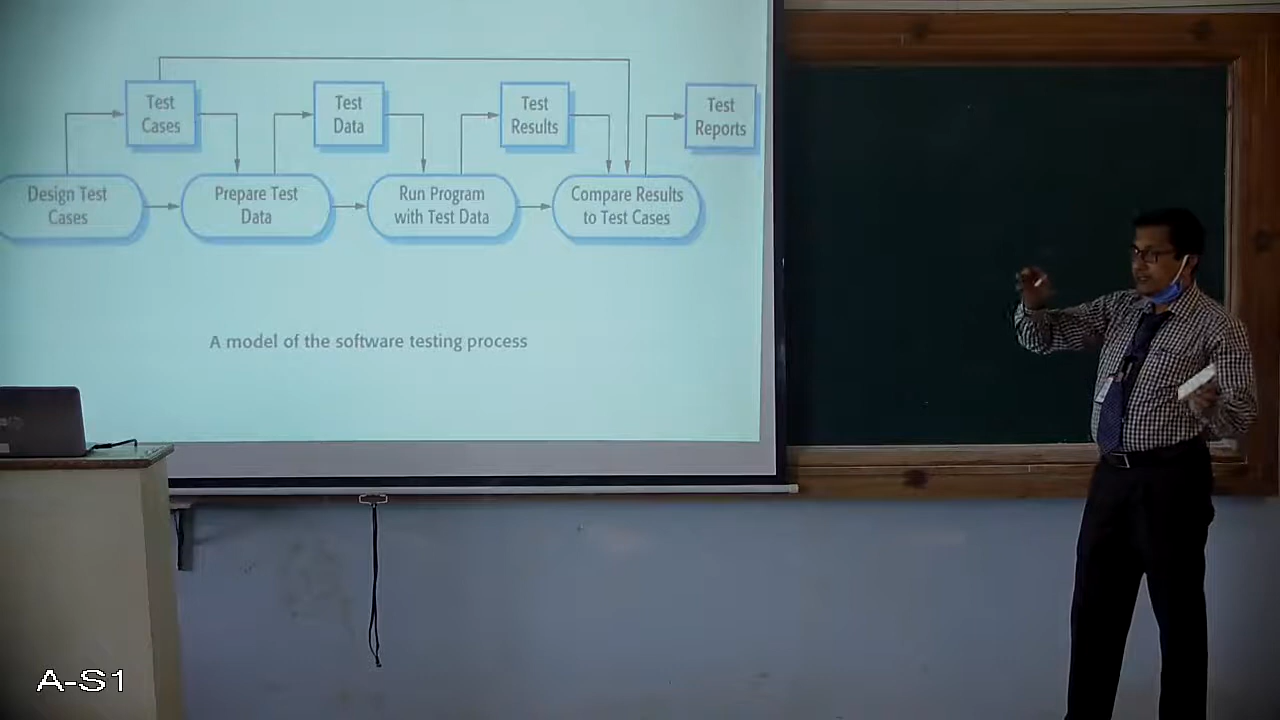 Test
Cases
Test
Data
Test
Results
Test
Reports
Design Test
Cases
Prepare Test
Data
Run Program
with Test Data
Compare Results
to Test Cases
A model of the software testing process
A-S1